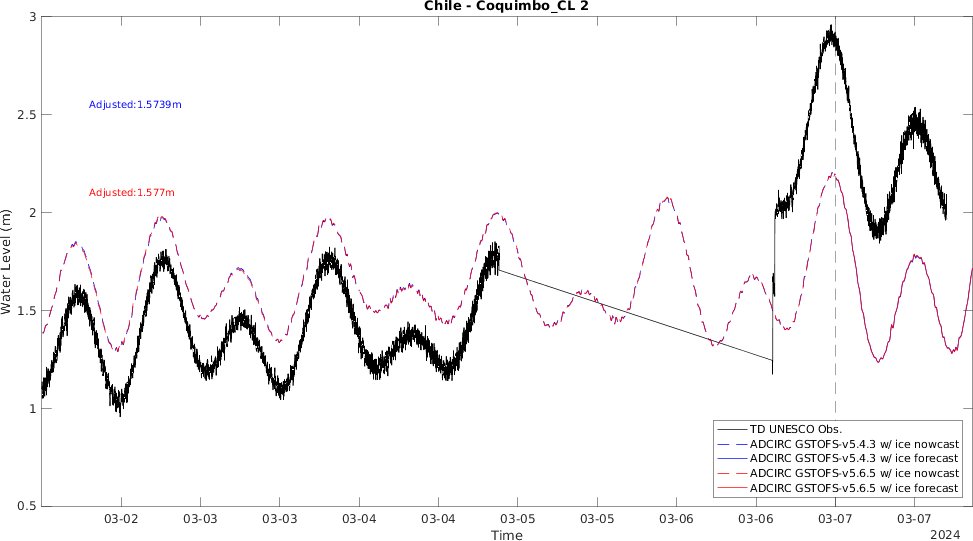 Chile - Coquimbo_CL 2
3
2.5
2
1.5
1
0.5
Water Level (m)
Adjusted:1.5739m
Adjusted:1.577m
TD UNESCO Obs.
ADCIRC GSTOFS-v5.4.3 w/ ice nowcast
ADCIRC GSTOFS-v5.4.3 w/ ice forecast
ADCIRC GSTOFS-v5.6.5 w/ ice nowcast
ADCIRC GSTOFS-v5.6.5 w/ ice forecast
03-02 03-03 03-03 03-04 03-04 03-05 03-05 03-06 03-06 03-07 03-07
Time
2024